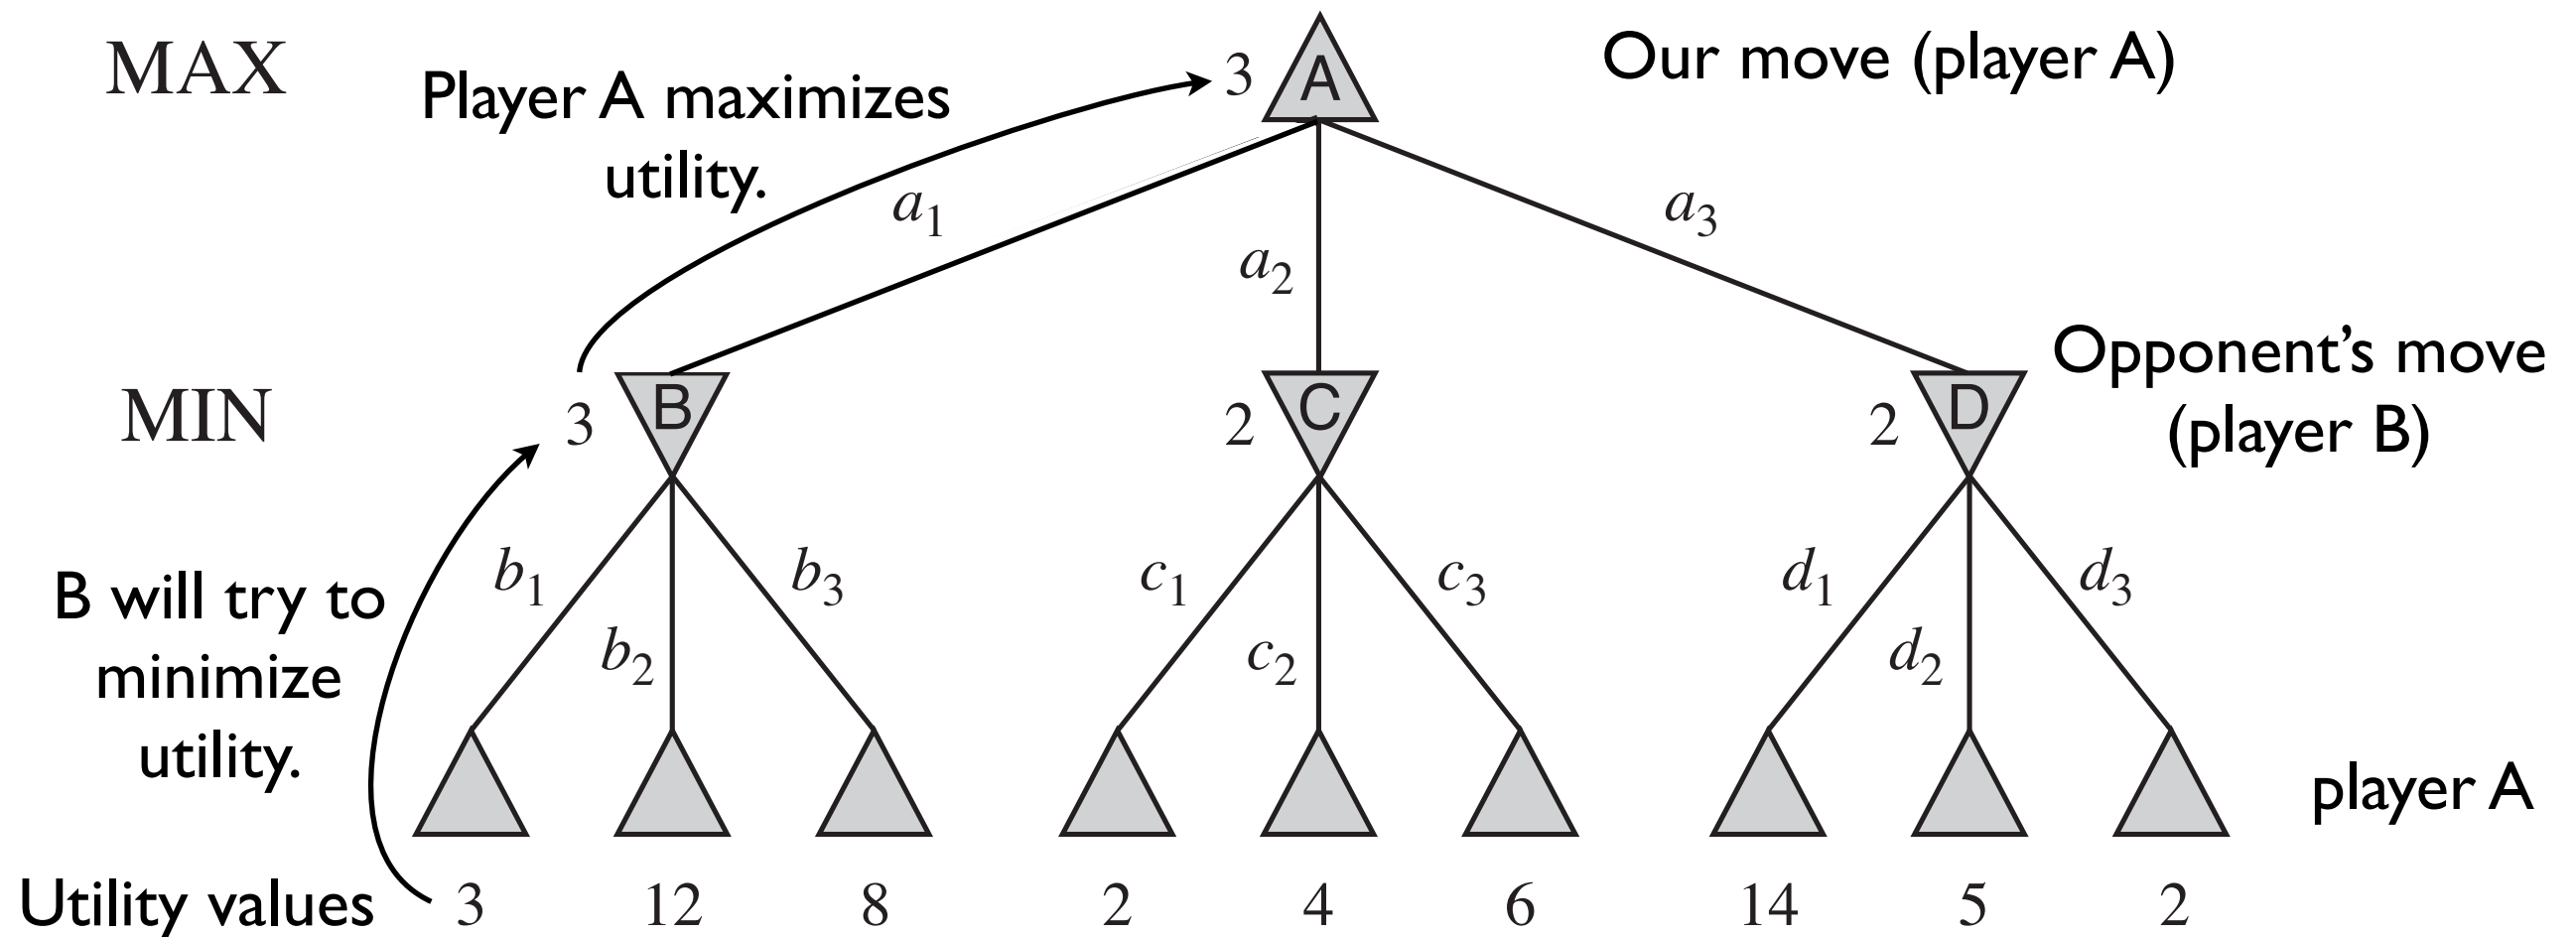 MAX
Player A maximizes
utility.
3
A
Our move (player A)
a1
a2
a3
MIN
3
B
2
C
2
D
Opponent's move
(player B)
B will try to
minimize
utility.
b1
b2
b3
c1
c2
c3
d1
d2
d3
player A
Utility values 3 12 8 2 4 6 14 5 2